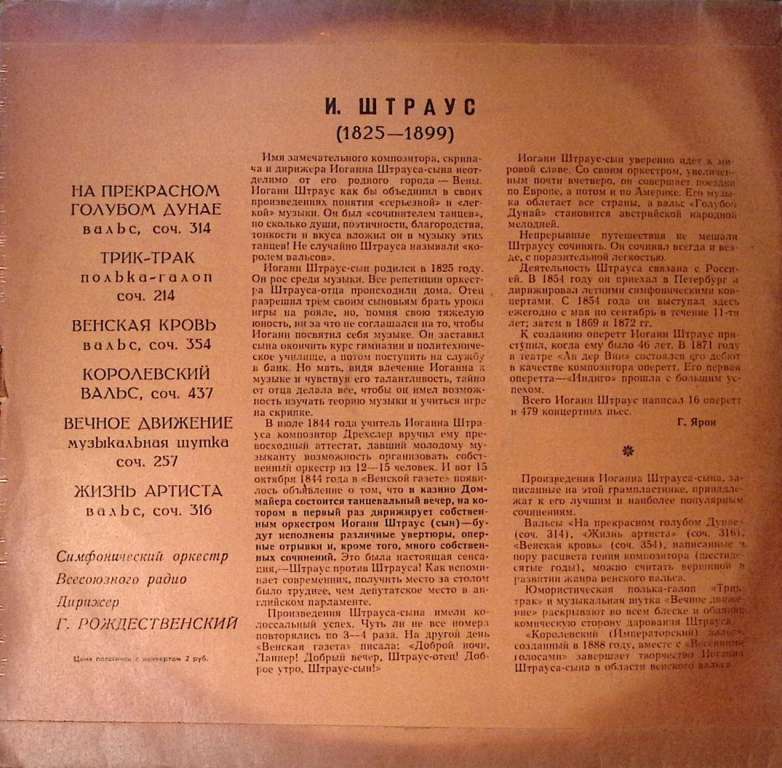 И. ШТРАУС
(1825—1899)
НА ПРЕКРАСНОМ
ГОЛУБОМ ДУНАЕ
вальс, соч. 314
ТРИК-ТРАК
полька-галоп
соч. 214
ВЕНСКАЯ КРОВЬ
вальс, соч. 354
КОРОЛЕВСКИЙ
ВАЛЬС, соч. 437
ВЕЧНОЕ ДВИЖЕНИЕ
музыкальная шутка
соч. 257
ЖИЗНЬ АРТИСТА
вальс, соч. 316
Симфонический оркестр
Всесоюзного радио
Дирижер
Г. РОЖДЕСТВЕНСКИЙ
Цена пластинки с конвертом 2 руб.
Имя замечательного композитора, скрипа-
ча и дирижера Иоганна Штрауса-сына неот-
делимо от его родного города — Вены.
Иоганн Штраус как бы объединил в своих
произведениях понятия «серьезной» и «лег-
кой» музыки. Он был «сочинителем танцев»,
но сколько души, поэтичности, благородства,
тонкости и вкуса вложил он в музыку этих
танцев! Не случайно Штрауса называли «ко-
ролем вальсов».
Иоганн Штраус-сын родился в 1825 году.
Он рос среди музыки. Все репетиции оркест-
ра Штрауса-отца происходили дома. Отец
разрешил трем своим сыновьям брать уроки
игры на рояле, но, помня свою тяжелую
юность, ни за что не соглашался на то, чтобы
Иоганн посвятил себя музыке. Он заставил
сына окончить курс гимназии и политехниче-
ское училище, а потом поступить на службу
в банк. Но мать, видя влечение Иоганна к
музыке и чувствуя его талантливость, тайно
от отца делала все, чтобы он имел возмож-
ность изучать теорию музыки и учиться игре
на скрипке.
В июле 1844 года учитель Иоганна Штра-
уса композитор Дрехслер вручил ему пре-
восходный аттестат, давший молодому му-
зыканту возможность организовать собст-
венный оркестр из 12—15 человек. И вот 15
октября 1844 года в «Венской газете» появи-
лось объявление о том, что в казино Дом-
майера состоится танцевальный вечер, на ко-
тором в первый раз дирижирует собствен-
ным оркестром Иоганн Штраус (сын) — бу-
дут исполнены различные увертюры, опер-
ные отрывки и, кроме того, много собствен-
ных сочинений. Это была настоящая сенса-
ция,— Штраус против Штрауса! Как вспоми-
нает современник, получить место за столом
было труднее, чем депутатское место в ан-
глийском парламенте.
Произведения Штрауса-сына имели ко-
лоссальный успех. Чуть ли не все номера
повторялись по 3—4 раза. На другой день
«Венская газета» писала: «Доброй ночи,
Ланнер! Добрый вечер, Штраус-отец! Доб-
рое утро, Штраус-сын!»
Иоганн Штраус-сын уверенно идет к ми-
ровой славе. Со своим оркестром, увеличен-
ным почти вчетверо, он совершает поездки
по Европе, а потом и по Америке. Его музы-
ка облетает все страны, а вальс «Голубой
Дунай» становится австрийской народной
мелодией.
Непрерывные путешествия не мешали
Штраусу сочинять. Он сочинял всегда и вез-
де, с поразительной легкостью.
Деятельность Штрауса связана с Росси-
ей. В 1854 году он приехал в Петербург и
дирижировал летними симфоническими кон-
цертами. С 1854 года он выступал здесь
ежегодно с мая по сентябрь в течение 11-ти
лет; затем в 1869 и 1872 гг.
К созданию оперетт Иоганн Штраус при-
ступил, когда ему было 46 лет. В 1871 году
в театре «Ан дер Вин» состоялся его дебют
в качестве композитора оперетт. Его первая
оперетта — «Индиго» прошла с большим ус-
пехом.
Всего Иоганн Штраус написал 16 оперетт
и 479 концертных пьес.
Г. Ярон
Произведения Иоганна Штрауса-сына, за-
писанные на этой грампластинке, принадле-
жат к его лучшим и наиболее популярным
сочинениям.
Вальсы «На прекрасном голубом Дунае»
(соч. 314), «Жизнь артиста» (соч. 316),
«Венская кровь» (соч. 354), написанные в
пору расцвета гения композитора (шестиде-
сятые годы), можно считать вершиной в
развитии жанра венского вальса.
Юмористическая полька-галоп «Трик-
трак» и музыкальная шутка «Вечное движе-
ние» раскрывают во всем блеске и обаянии
комическую сторону дарования Штрауса.
«Королевский (Императорский) вальс»,
созданный в 1888 году, вместе с «Весенними
голосами» завершает творчество Иоганна
Штрауса-сына в области венского вальса.